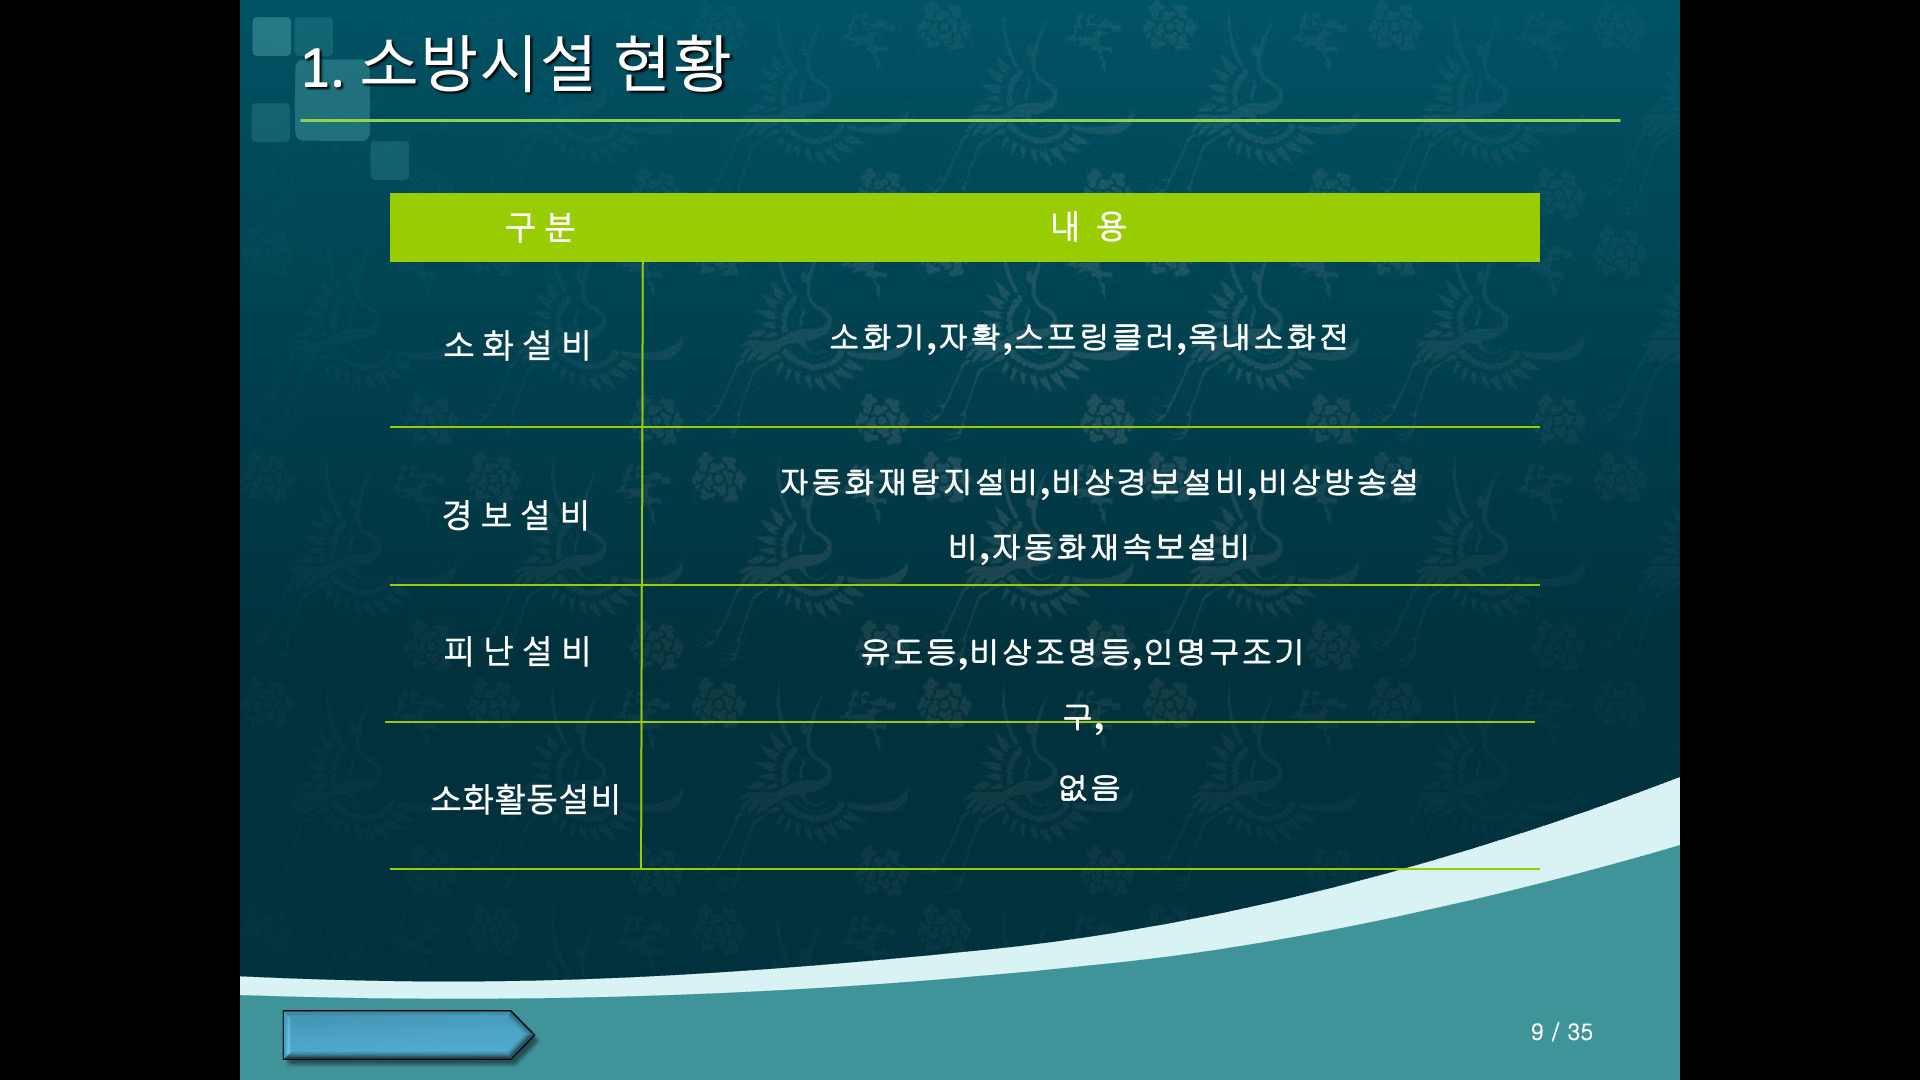 1. 소방시설 현황
구 분 내 용
소 화 설 비 소화기,자확,스프링클러,옥내소화전
경 보 설 비 자동화재탐지설비,비상경보설비,비상방송설
비,자동화재속보설비
피 난 설 비 유도등,비상조명등,인명구조기
구,
소화활동설비 없음
9 / 35